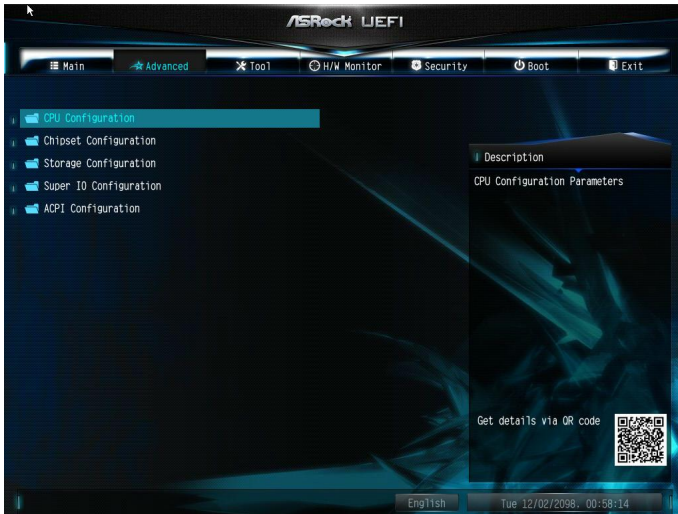 ASRock UEFI
Main Advanced Tool H/W Monitor Security Boot Exit
CPU Configuration
Chipset Configuration
Storage Configuration
Super IO Configuration
ACPI Configuration
Description
CPU Configuration Parameters
Get details via QR code
English Tue 12/02/2098. 00:58:14